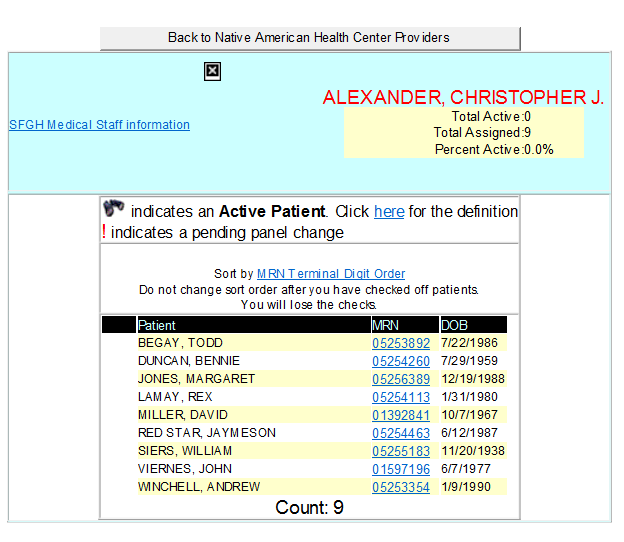 Back to Native American Health Center Providers
ALEXANDER, CHRISTOPHER J.
SFGH Medical Staff information
Total Active:0
Total Assigned:9
Percent Active:0.0%
indicates an Active Patient. Click here for the definition
! indicates a pending panel change
Sort by MRN Terminal Digit Order
Do not change sort order after you have checked off patients.
You will lose the checks.
Patient MRN DOB
BEGAY, TODD 05253892 7/22/1986
DUNCAN, BENNIE 05254260 7/29/1959
JONES, MARGARET 05256389 12/19/1988
LAMAY, REX 05254113 1/31/1980
MILLER, DAVID 01392841 10/7/1967
RED STAR, JAYMESON 05254463 6/12/1987
SIERS, WILLIAM 05255183 11/20/1938
VIERNES, JOHN 01597196 6/7/1977
WINCHELL, ANDREW 05253354 1/9/1990
Count: 9